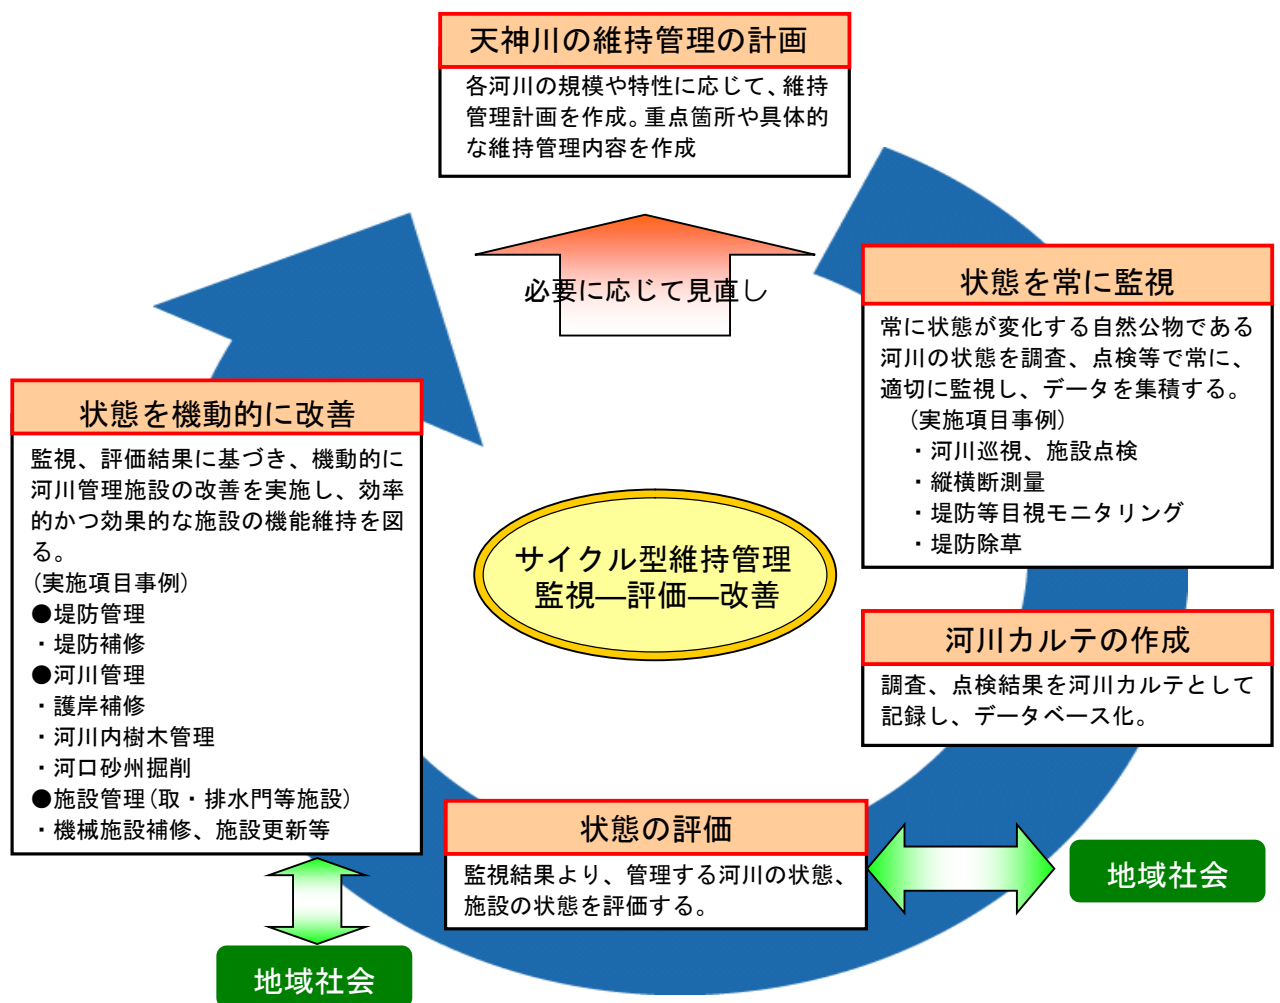 天神川の維持管理の計画
各河川の規模や特性に応じて、維持
管理計画を作成。重点箇所や具体的
な維持管理内容を作成
必要に応じて見直し
状態を常に監視
常に状態が変化する自然公物である
河川の状態を調査、点検等で常に、
適切に監視し、データを集積する。
(実施項目事例)
・河川巡視、施設点検
・縦横断測量
・堤防等目視モニタリング
・堤防除草
河川カルテの作成
調査、点検結果を河川カルテとして
記録し、データベース化。
状態の評価
監視結果より、管理する河川の状態、
施設の状態を評価する。
地域社会
状態を機動的に改善
監視、評価結果に基づき、機動的に
河川管理施設の改善を実施し、効率
的かつ効果的な施設の機能維持を図
る。
(実施項目事例)
●堤防管理
・堤防補修
●河川管理
・護岸補修
・河川内樹木管理
・河口砂州掘削
●施設管理(取・排水門等施設)
・機械施設補修、施設更新等
地域社会
サイクル型維持管理
監視―評価―改善